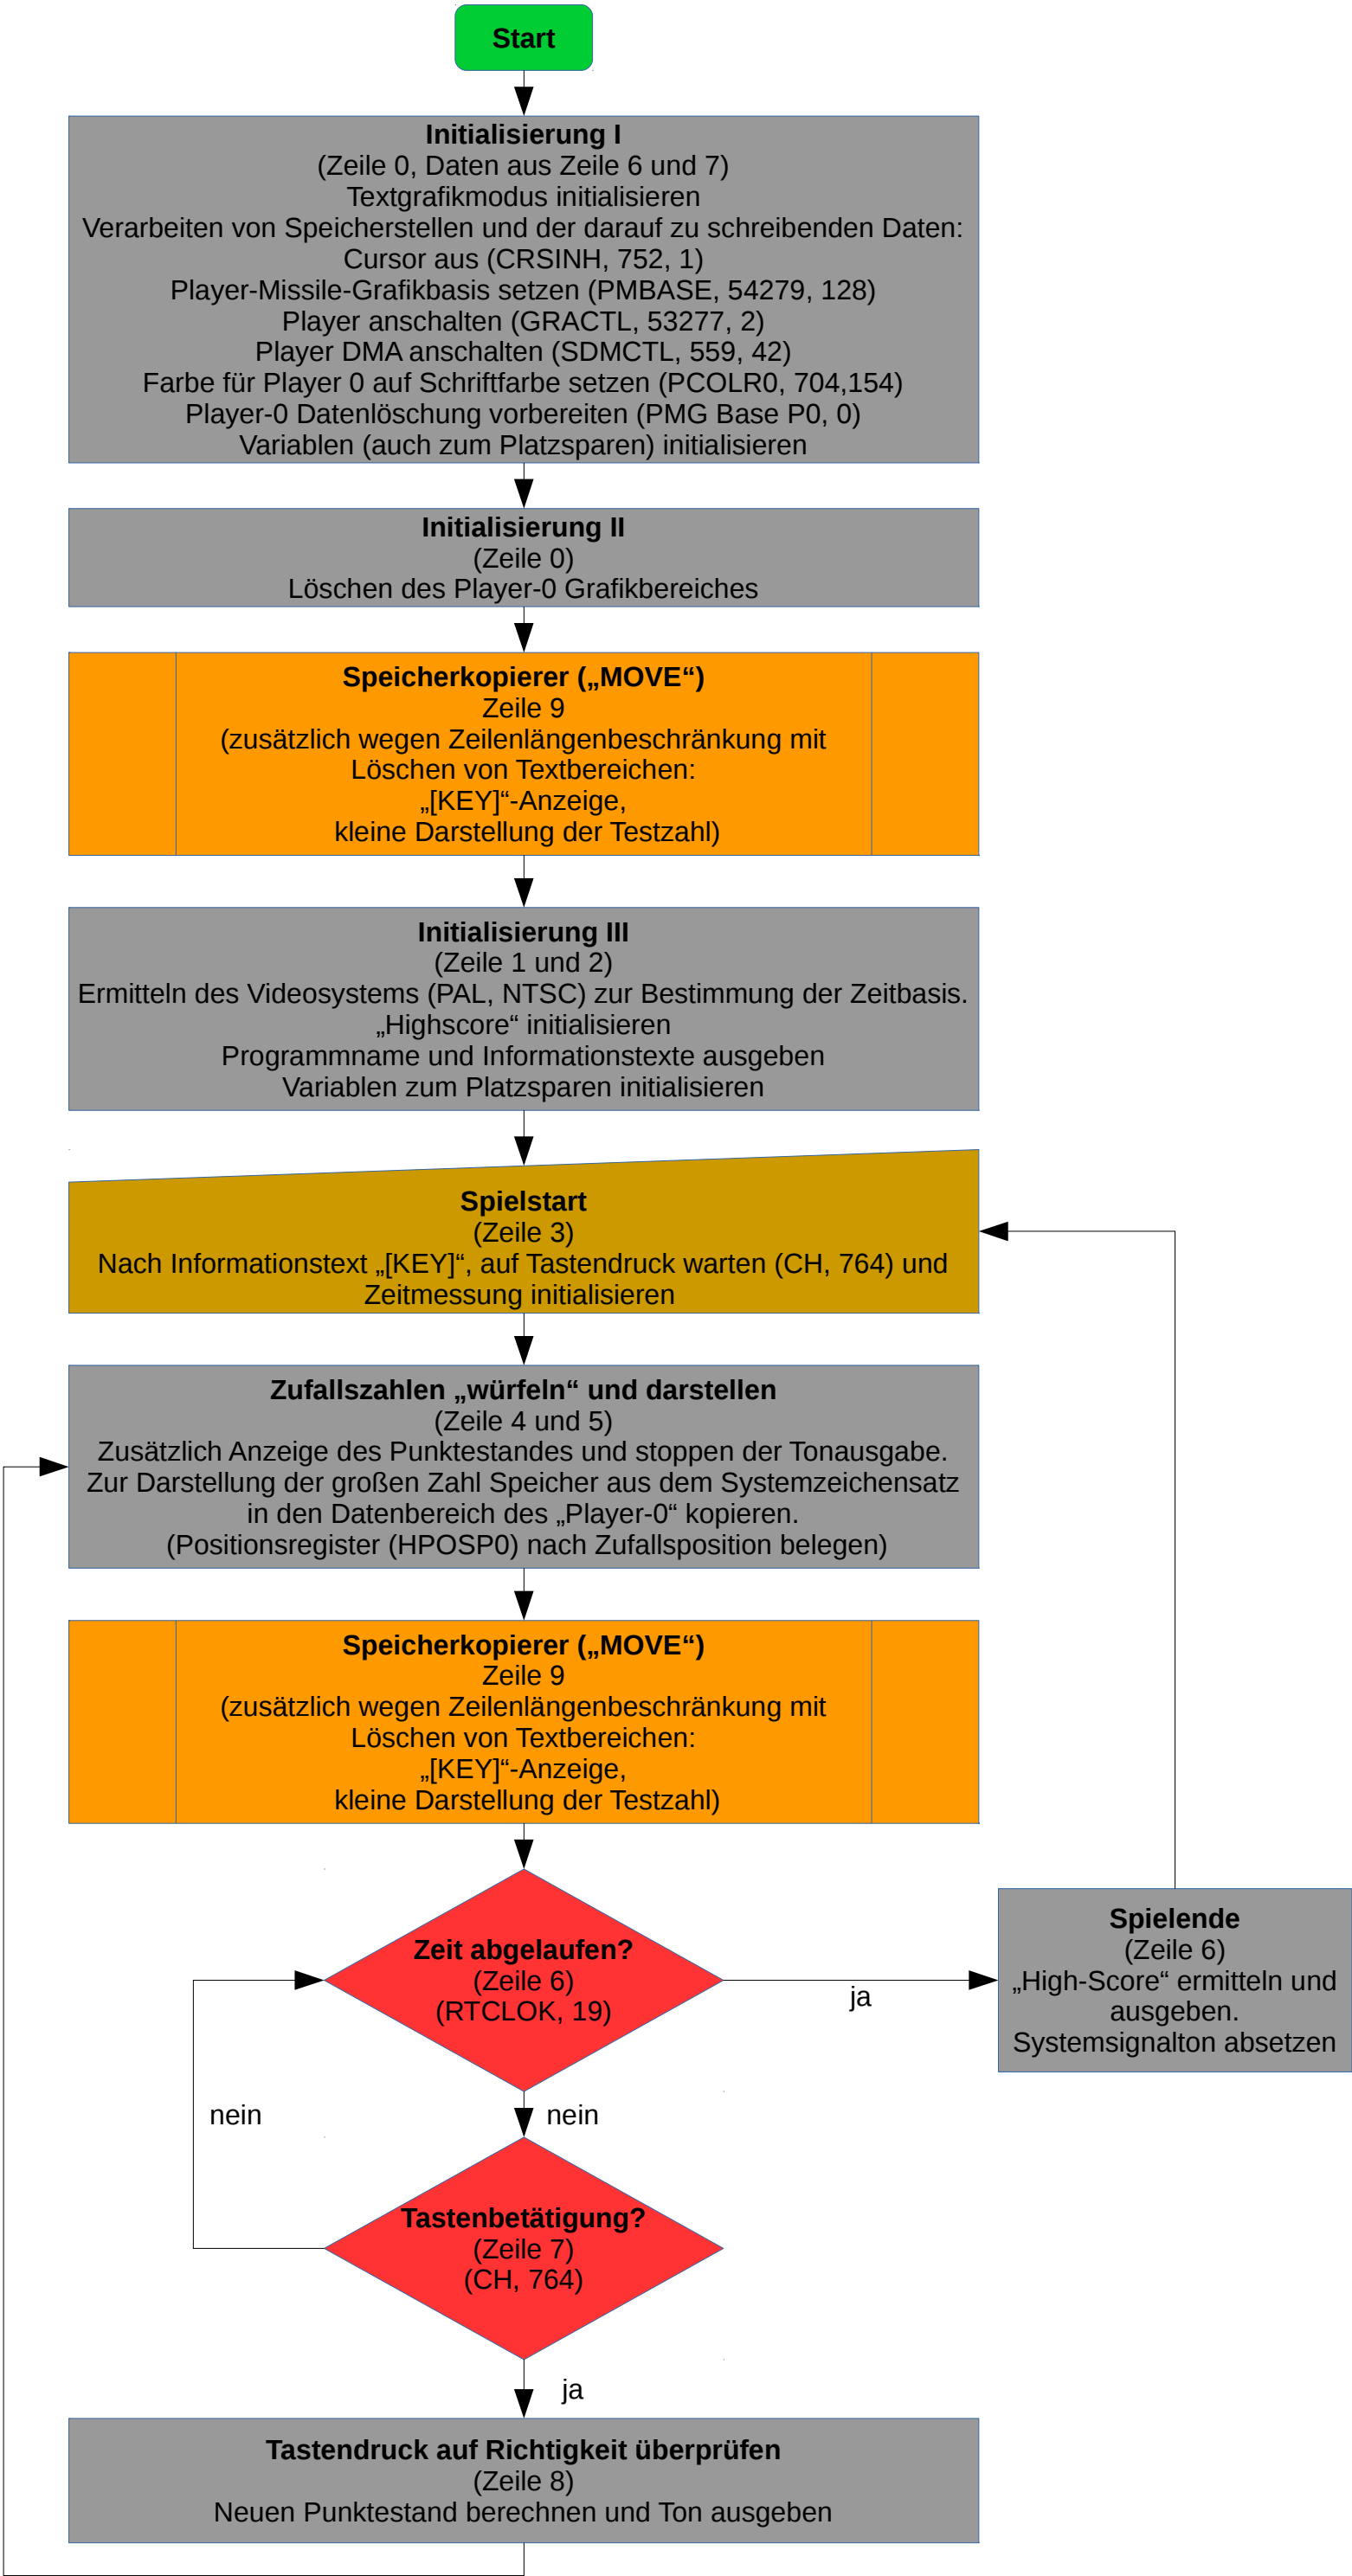 Start
Initialisierung I
(Zeile 0, Daten aus Zeile 6 und 7)
Textgrafikmodus initialisieren
Verarbeiten von Speicherstellen und der darauf zu schreibenden Daten:
Cursor aus (CRSINH, 752, 1)
Player-Missile-Grafikbasis setzen (PMBASE, 54279, 128)
Player anschalten (GRACTL, 53277, 2)
Player DMA anschalten (SDMCTL, 559, 42)
Farbe für Player 0 auf Schriftfarbe setzen (PCOLR0, 704,154)
Player-0 Datenlöschung vorbereiten (PMG Base P0, 0)
Variablen (auch zum Platzsparen) initialisieren
Initialisierung II
(Zeile 0)
Löschen des Player-0 Grafikbereiches
Speicherkopierer („MOVE“)
Zeile 9
(zusätzlich wegen Zeilenlängenbeschränkung mit
Löschen von Textbereichen:
„[KEY]“-Anzeige,
kleine Darstellung der Testzahl)
Initialisierung III
(Zeile 1 und 2)
Ermitteln des Videosystems (PAL, NTSC) zur Bestimmung der Zeitbasis.
„Highscore“ initialisieren
Programmname und Informationstexte ausgeben
Variablen zum Platzsparen initialisieren
Spielstart
(Zeile 3)
Nach Informationstext „[KEY]“, auf Tastendruck warten (CH, 764) und
Zeitmessung initialisieren
Zufallszahlen „würfeln“ und darstellen
(Zeile 4 und 5)
Zusätzlich Anzeige des Punktestandes und stoppen der Tonausgabe.
Zur Darstellung der großen Zahl Speicher aus dem Systemzeichensatz
in den Datenbereich des „Player-0“ kopieren.
(Positionsregister (HPOSP0) nach Zufallsposition belegen)
Speicherkopierer („MOVE“)
Zeile 9
(zusätzlich wegen Zeilenlängenbeschränkung mit
Löschen von Textbereichen:
„[KEY]“-Anzeige,
kleine Darstellung der Testzahl)
Zeit abgelaufen?
(Zeile 6)
(RTCLOK, 19)
ja
Spielende
(Zeile 6)
„High-Score“ ermitteln und
ausgeben.
Systemsignalton absetzen
nein
nein
Tastenbetätigung?
(Zeile 7)
(CH, 764)
ja
Tastendruck auf Richtigkeit überprüfen
(Zeile 8)
Neuen Punktestand berechnen und Ton ausgeben